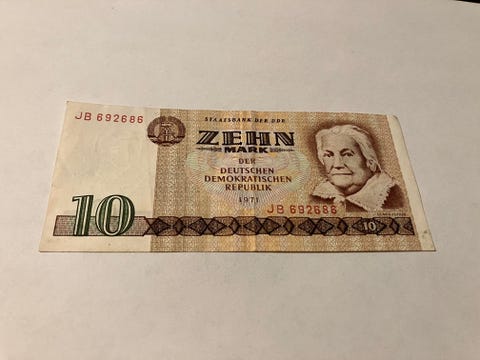 JB 692686
STAATSBANK DER DDR
ZEHN
MARK
DER
DEUTSCHEN
DEMOKRATISCHEN
REPUBLIK
1971
JB 692686
10
10